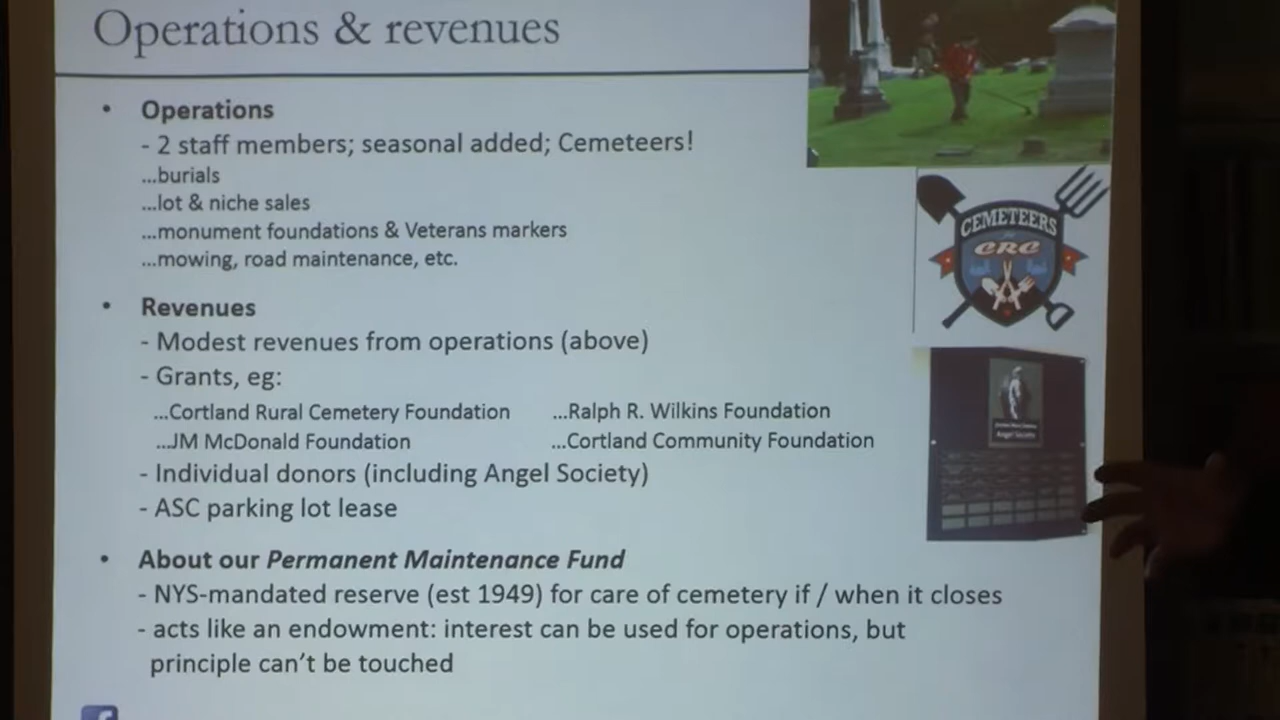 Operations & revenues
• Operations
- 2 staff members; seasonal added; Cemeteers!
...burials
...lot & niche sales
...monument foundations & Veterans markers
...mowing, road maintenance, etc.
• Revenues
- Modest revenues from operations (above)
- Grants, eg:
...Cortland Rural Cemetery Foundation ...Ralph R. Wilkins Foundation
...JM McDonald Foundation ...Cortland Community Foundation
- Individual donors (including Angel Society)
- ASC parking lot lease
• About our Permanent Maintenance Fund
- NYS-mandated reserve (est 1949) for care of cemetery if / when it closes
- acts like an endowment: interest can be used for operations, but
principle can't be touched
CEMETEERS
CRC
Angel Society
f